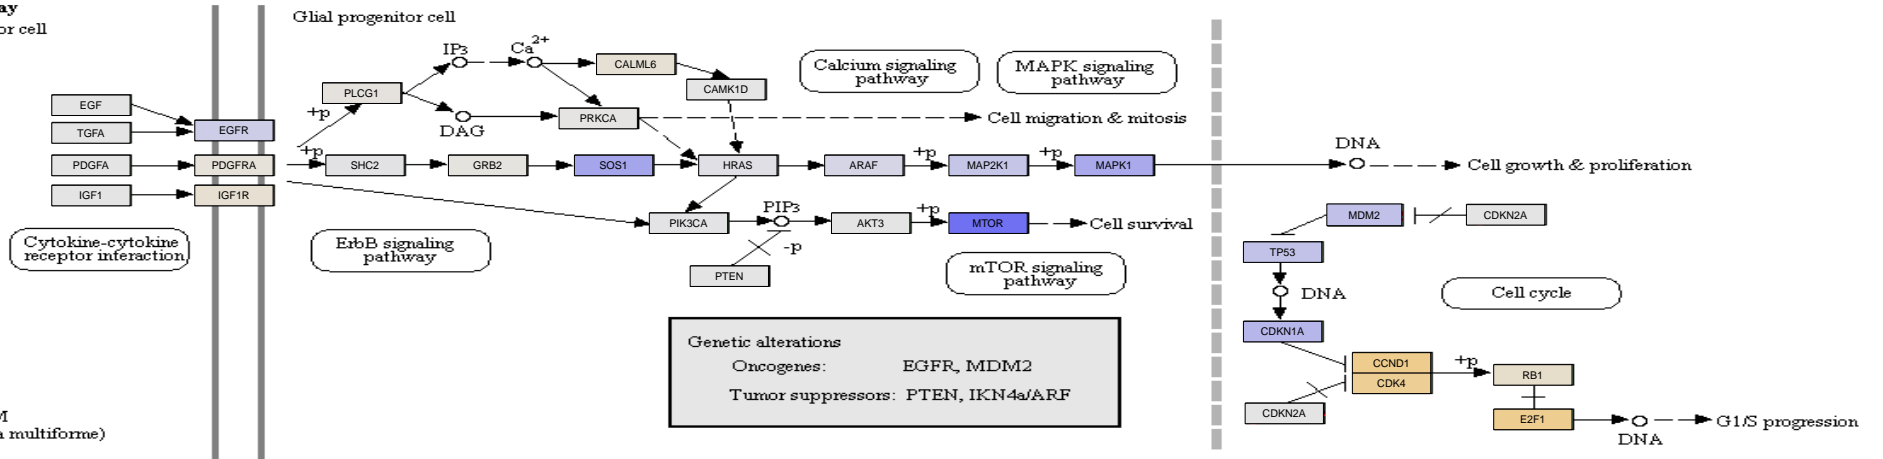 ay
or cell
Glial progenitor cell
IP3
Ca2+
CALML6
Calcium signaling
pathway
MAPK signaling
pathway
PLCG1
CAMK1D
EGF
+p
DAG
PRKCA
Cell migration & mitosis
TGFA
EGFR
PDGFA
PDGFRA
+p
SHC2
GRB2
SOS1
HRAS
ARAF
+p
MAP2K1
+p
MAPK1
DNA
Cell growth & proliferation
IGF1
IGF1R
PIK3CA
PIP3
AKT3
+p
MTOR
Cell survival
MDM2
CDKN2A
Cytokine-cytokine
receptor interaction
ErbB signaling
pathway
-p
PTEN
mTOR signaling
pathway
TP53
DNA
Cell cycle
CDKN1A
Genetic alterations
Oncogenes: EGFR, MDM2
Tumor suppressors: PTEN, IKN4a/ARF
CCND1
CDK4
+p
RB1
CDKN2A
E2F1
DNA
G1/S progression
M
a multiforme)